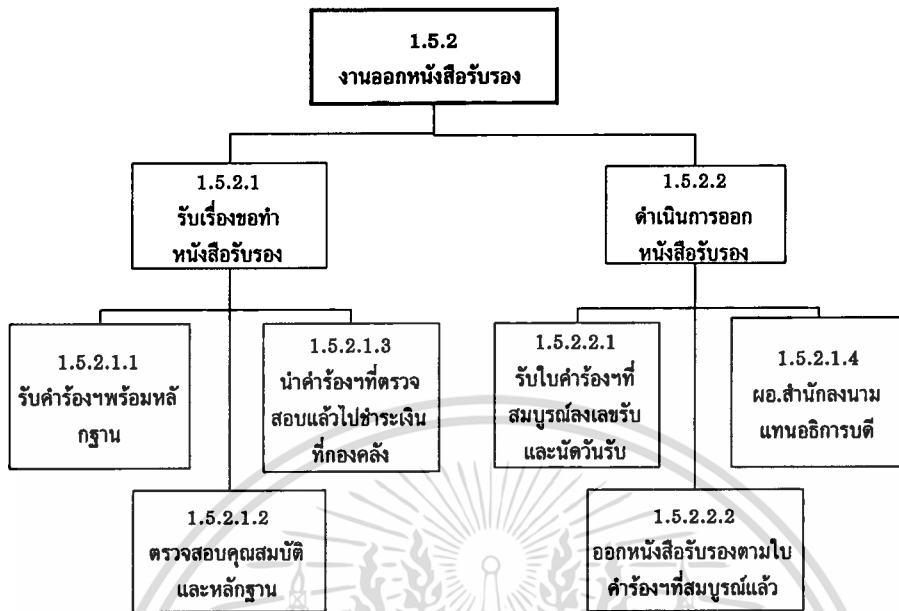 1.5.2
งานออกหนังสือรับรอง
1.5.2.1
รับเรื่องขอทำ
หนังสือรับรอง
1.5.2.2
ดำเนินการออก
หนังสือรับรอง
1.5.2.1.1
รับคำร้องฯพร้อมหลั
กฐาน
1.5.2.1.3
นำคำร้องฯที่ตรวจ
สอบแล้วไปชำระเงิน
ที่กองคลัง
1.5.2.2.1
รับใบคำร้องฯที่
สมบูรณ์ลงเลขรับ
และนัดวันรับ
1.5.2.1.4
ผอ.สำนักลงนาม
แทนอธิการบดี
1.5.2.1.2
ตรวจสอบคุณสมบัติ
และหลักฐาน
1.5.2.2.2
ออกหนังสือรับรองตามใบ
คำร้องฯที่สมบูรณ์แล้ว